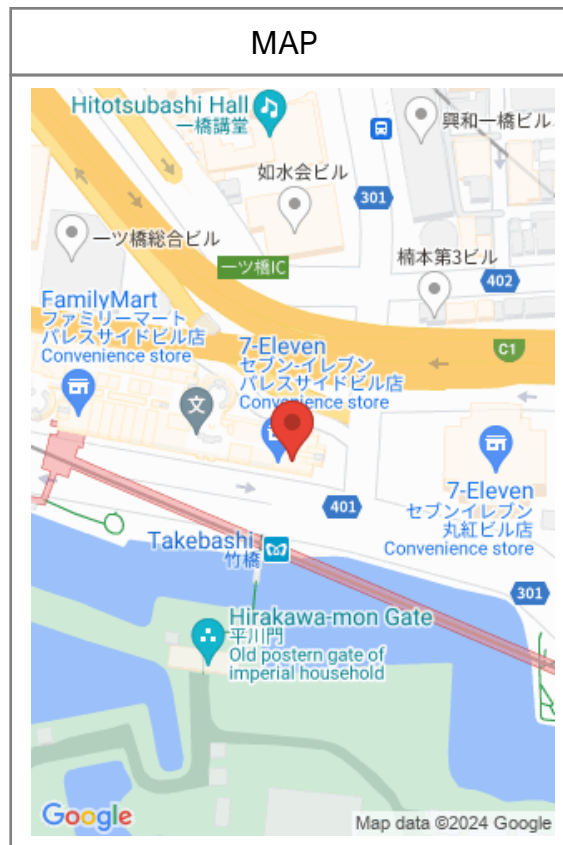 MAP
Hitotsubashi Hall
一橋講堂
興和一橋ビル
如水会ビル
301
一ツ橋総合ビル
一ツ橋IC
楠本第3ビル
402
FamilyMart
ファミリーマート
パレスサイドビル店
Convenience store
7-Eleven
セブン-イレブン
パレスサイドビル店
Convenience store
C1
文
401
7-Eleven
セブンイレブン
丸紅ビル店
Convenience store
Takebashi
竹橋
301
Hirakawa-mon Gate
平川門
Old postern gate of
imperial household
Google
Map data ©2024 Google